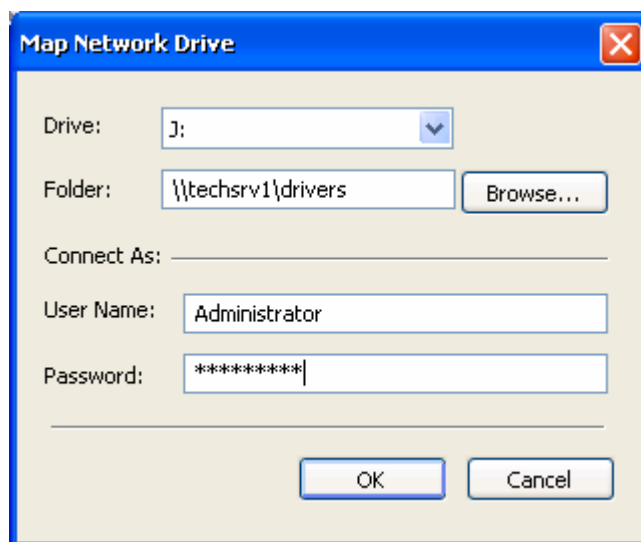 Map Network Drive
Drive: J:
Folder: \\techsrv1\drivers Browse...
Connect As:
User Name: Administrator
Password: *********
OK Cancel